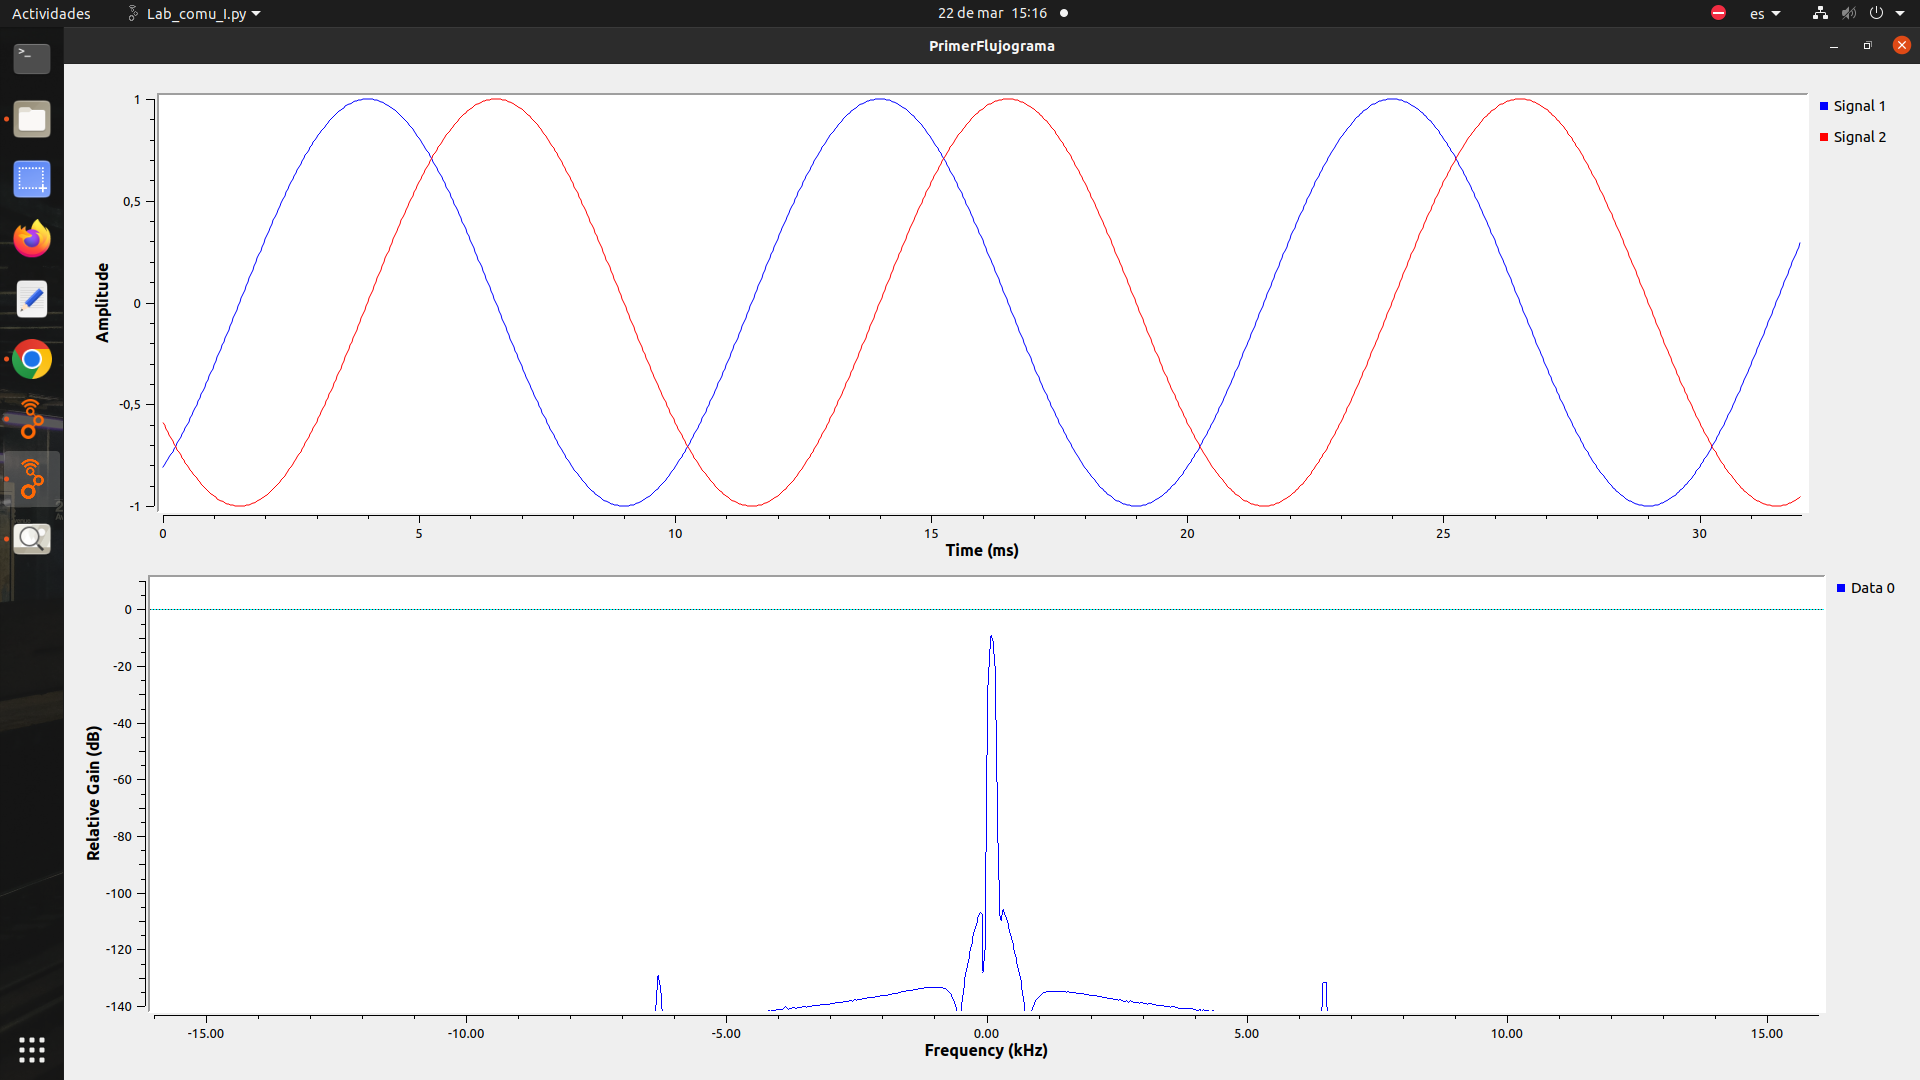 Actividades Lab_comu_I.py 22 de mar 15:16 es
PrimerFlujograma
Signal 1
Signal 2
Amplitude
1
0,5
0
-0,5
-1
0 5 10 15 20 25 30
Time (ms)
Data 0
Relative Gain (dB)
0
-20
-40
-60
-80
-100
-120
-140
-15.00 -10.00 -5.00 0.00 5.00 10.00 15.00
Frequency (kHz)